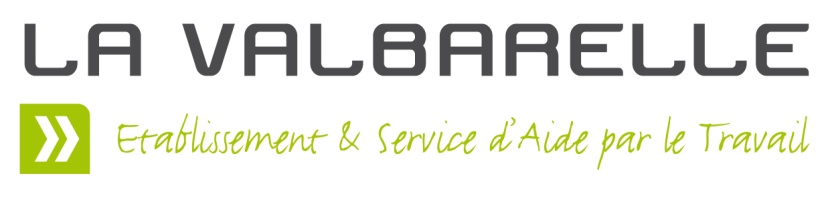 LA VALBARELLE
Etablissement & Service d'Aide par le Travail